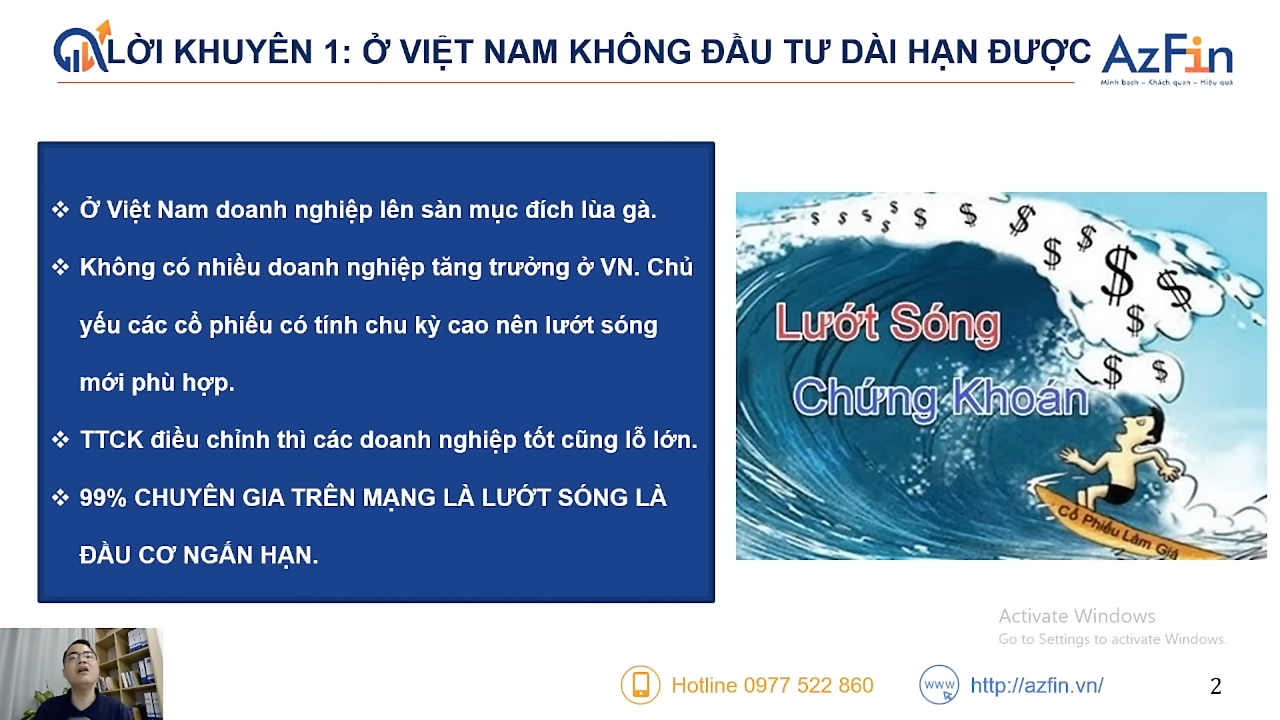 LỜI KHUYÊN 1: Ở VIỆT NAM KHÔNG ĐẦU TƯ DÀI HẠN ĐƯỢC
AzFin
Minh bạch – Khách quan – Hiệu quả
❖ Ở Việt Nam doanh nghiệp lên sàn mục đích lùa gà.
❖ Không có nhiều doanh nghiệp tăng trưởng ở VN. Chủ
yếu các cổ phiếu có tính chu kỳ cao nên lướt sóng
mới phù hợp.
❖ TTCK điều chỉnh thì các doanh nghiệp tốt cũng lỗ lớn.
❖ 99% CHUYÊN GIA TRÊN MẠNG LÀ LƯỚT SÓNG LÀ
ĐẦU CƠ NGẮN HẠN.
$ $ $ $ $ $ $ $ $ $ $ $ $ $ $ $
Lướt Sóng
Chứng Khoán
Cổ Phiếu Làm Giá
Activate Windows
Go to Settings to activate Windows.
Hotline 0977 522 860
www
http://azfin.vn/
2